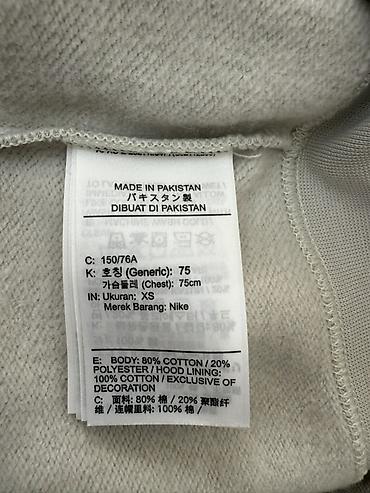 MADE IN PAKISTAN
パキスタン製
DIBUAT DI PAKISTAN
C: 150/76A
K: 호칭 (Generic): 75
가슴둘레 (Chest): 75cm
IN: Ukuran: XS
Merek Barang: Nike
E: BODY: 80% COTTON / 20%
POLYESTER / HOOD LINING:
100% COTTON / EXCLUSIVE OF
DECORATION
C: 面料: 80% 棉 / 20% 聚酯纤
维 / 连帽里料: 100% 棉 /